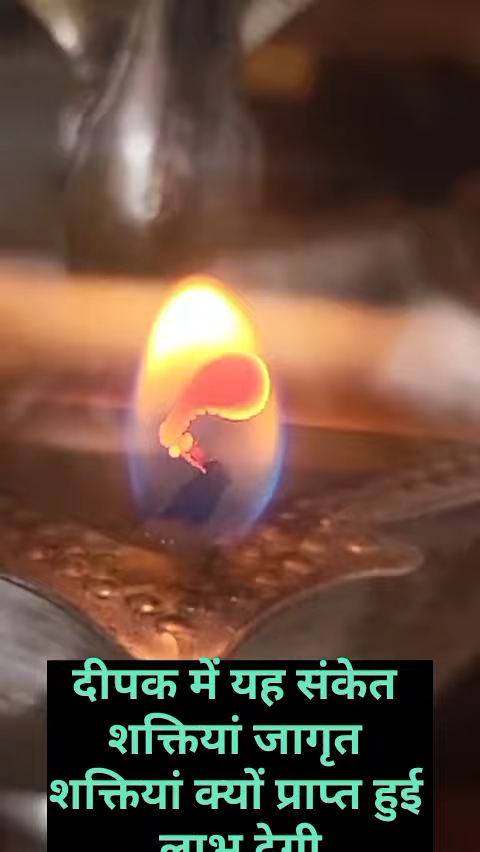 दीपक में यह संकेत
शक्तियां जागृत
शक्तियां क्यों प्राप्त हुई
लाभ देगी